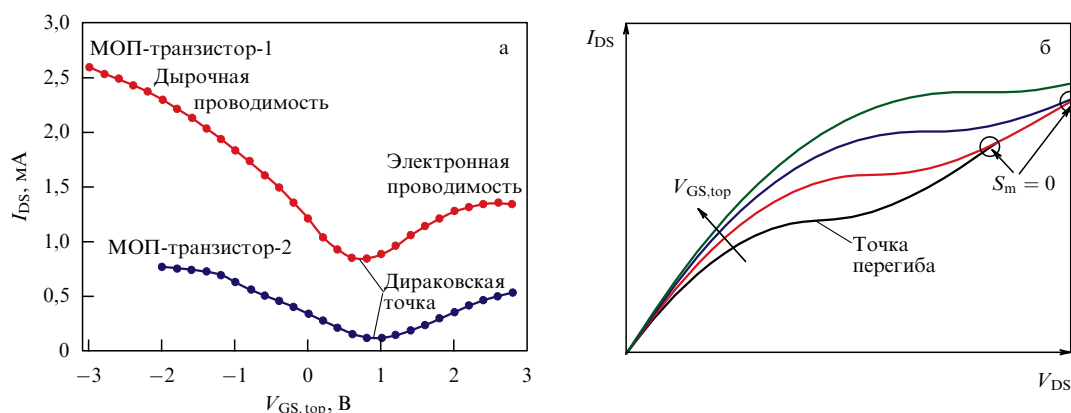 а
3,0
2,5
2,0
1,5
1,0
0,5
0
I_DS, мА
МОП-транзистор-1
Дырочная
проводимость
Электронная
проводимость
МОП-транзистор-2
Дираковская
точка
−3
−2
−1
0
1
2
3
V_GS, top, В
б
I_DS
V_GS, top
S_m = 0
Точка
перегиба
V_DS